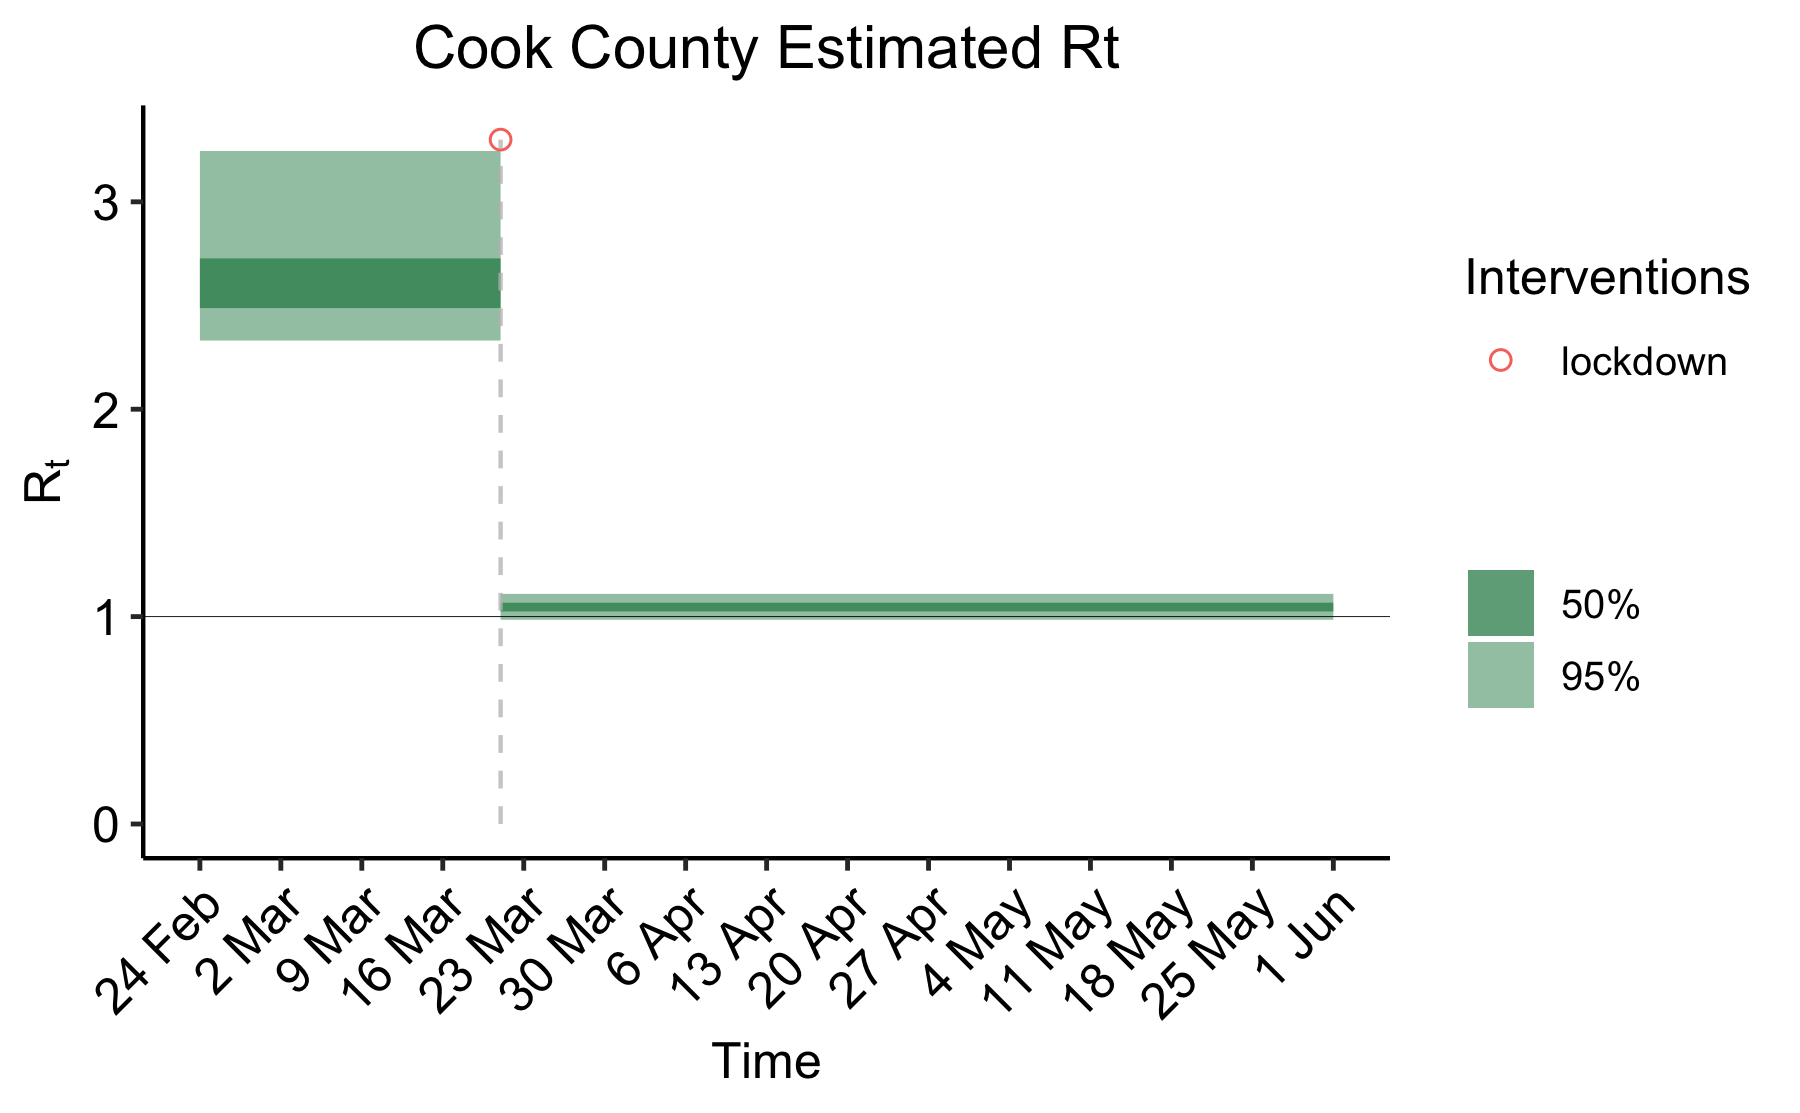 Cook County Estimated Rt
3
2
1
0
Rt
24 Feb
2 Mar
9 Mar
16 Mar
23 Mar
30 Mar
6 Apr
13 Apr
20 Apr
27 Apr
4 May
11 May
18 May
25 May
1 Jun
Time
Interventions
lockdown
50%
95%